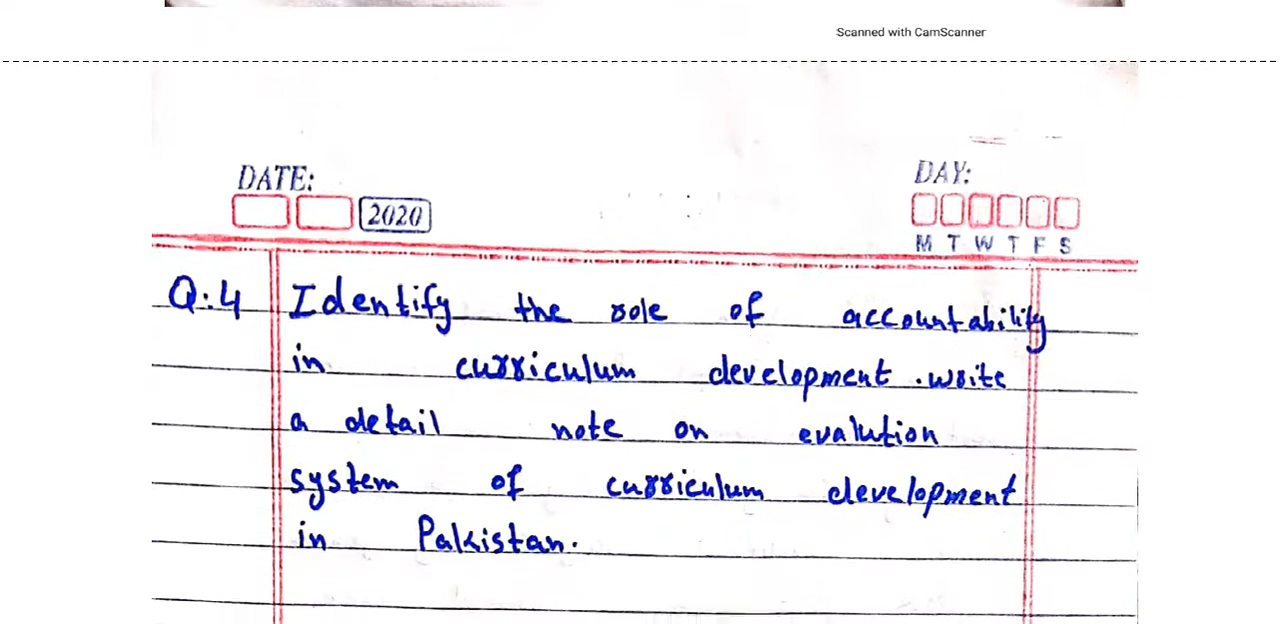 Scanned with CamScanner
DATE: DAY:
2020
M T W T F S
Q:4 Identify the role of accountability
in curriculum development . write
a detail note on evalution
system of curriculum development
in Pakistan.